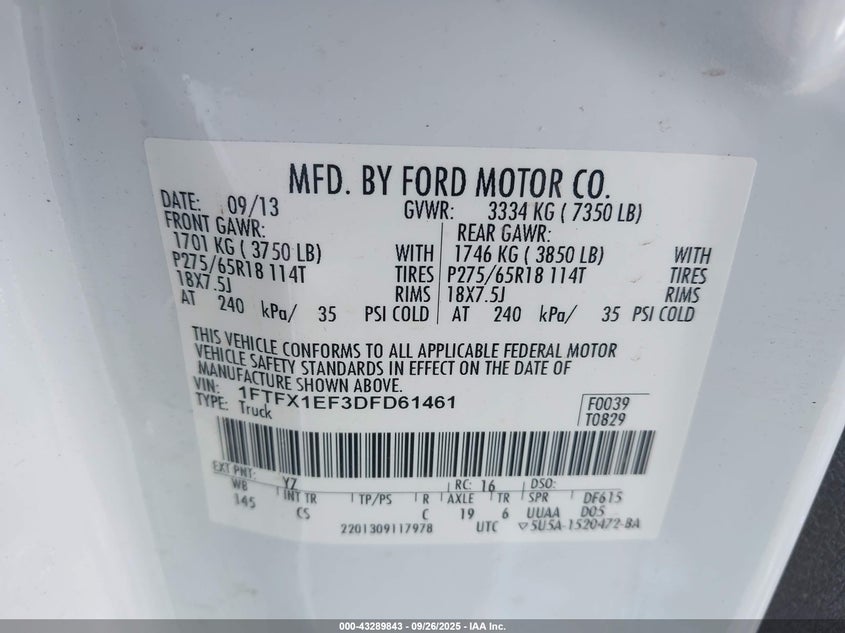 MFD. BY FORD MOTOR CO.
DATE: 09/13 GVWR: 3334 KG ( 7350 LB)
FRONT GAWR: REAR GAWR:
1701 KG ( 3750 LB) WITH 1746 KG ( 3850 LB) WITH
P275/65R18 114T TIRES P275/65R18 114T TIRES
18X7.5J RIMS 18X7.5J RIMS
AT 240 kPa/ 35 PSI COLD AT 240 kPa/ 35 PSI COLD
THIS VEHICLE CONFORMS TO ALL APPLICABLE FEDERAL MOTOR
VEHICLE SAFETY STANDARDS IN EFFECT ON THE DATE OF
MANUFACTURE SHOWN ABOVE.
VIN: 1FTFX1EF3DFD61461
TYPE: Truck
F0039
T0829
EXT PNT: YZ RC: 16 DSO:
WB INT TR TP/PS R AXLE TR SPR DF615
145 CS C 19 6 UUAA D05
2201309117978 UTC ▽5U5A-1520472-BA
000-43289843 - 09/26/2025 - IAA Inc.